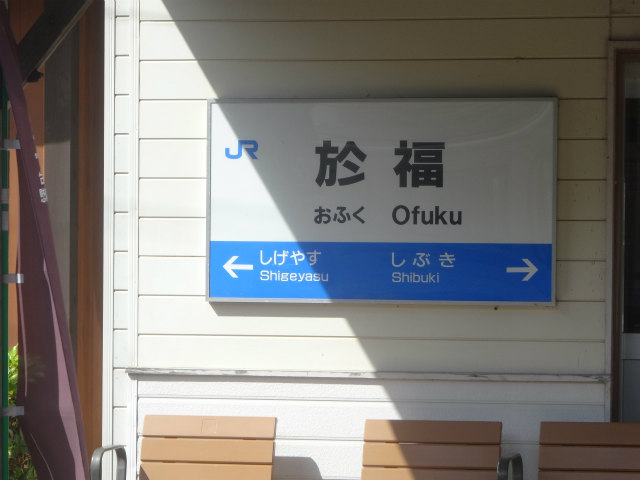 JR
於福
おふく Ofuku
← しげやす しぶき →
Shigeyasu Shibuki